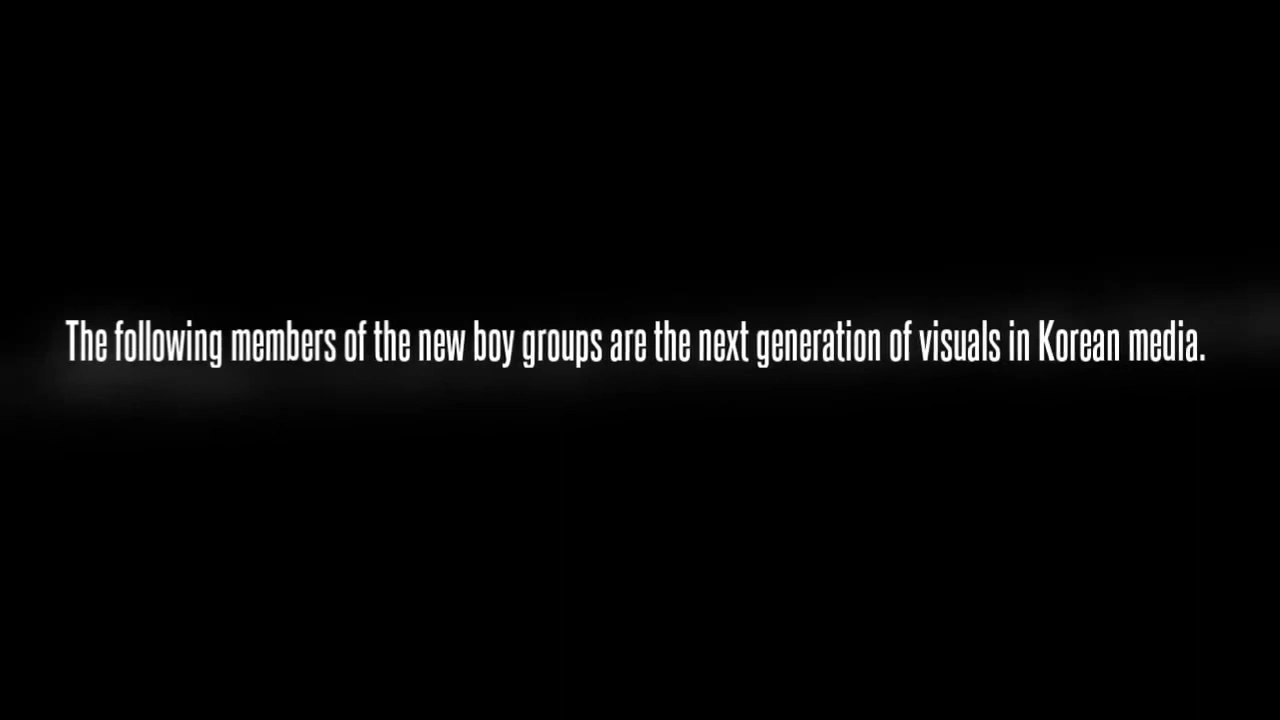 The following members of the new boy groups are the next generation of visuals in Korean media.